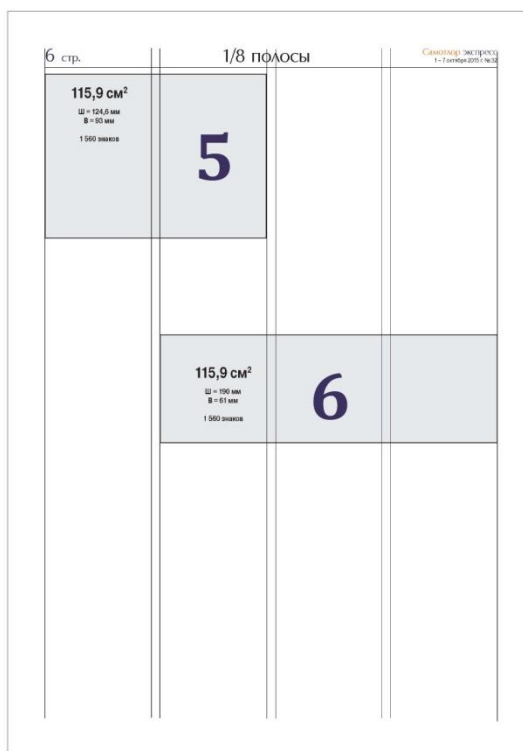 6 стр.
1/8 полосы
Самотлор экспресс
1 – 7 октября 2015 г. №32
115,9 см²
Ш = 124,6 мм
В = 93 мм
1 560 знаков
5
115,9 см²
Ш = 190 мм
В = 61 мм
1 560 знаков
6